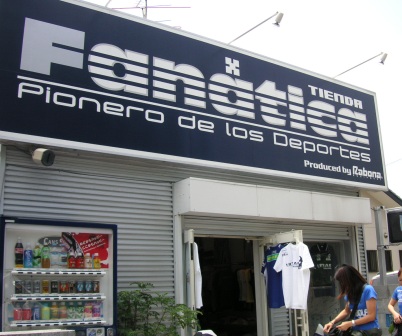 TIENDA
Fanática
Pionero de los Deportes
Produced by Rabona